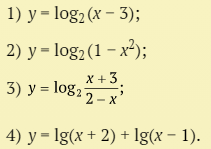 1) y = log₂ (x − 3);
2) y = log₂ (1 − x²);
3) y = log₂ (x + 3)/(2 − x);
4) y = lg(x + 2) + lg(x − 1).